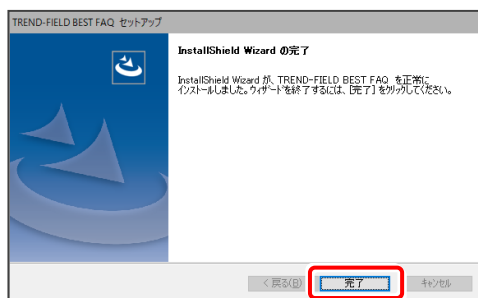 TREND-FIELD BEST FAQ セットアップ
InstallShield Wizard の完了
InstallShield Wizard が、TREND-FIELD BEST FAQ を正常に
インストールしました。ウィザードを終了するには、[完了] をクリックしてください。
< 戻る(B)
完了
キャンセル